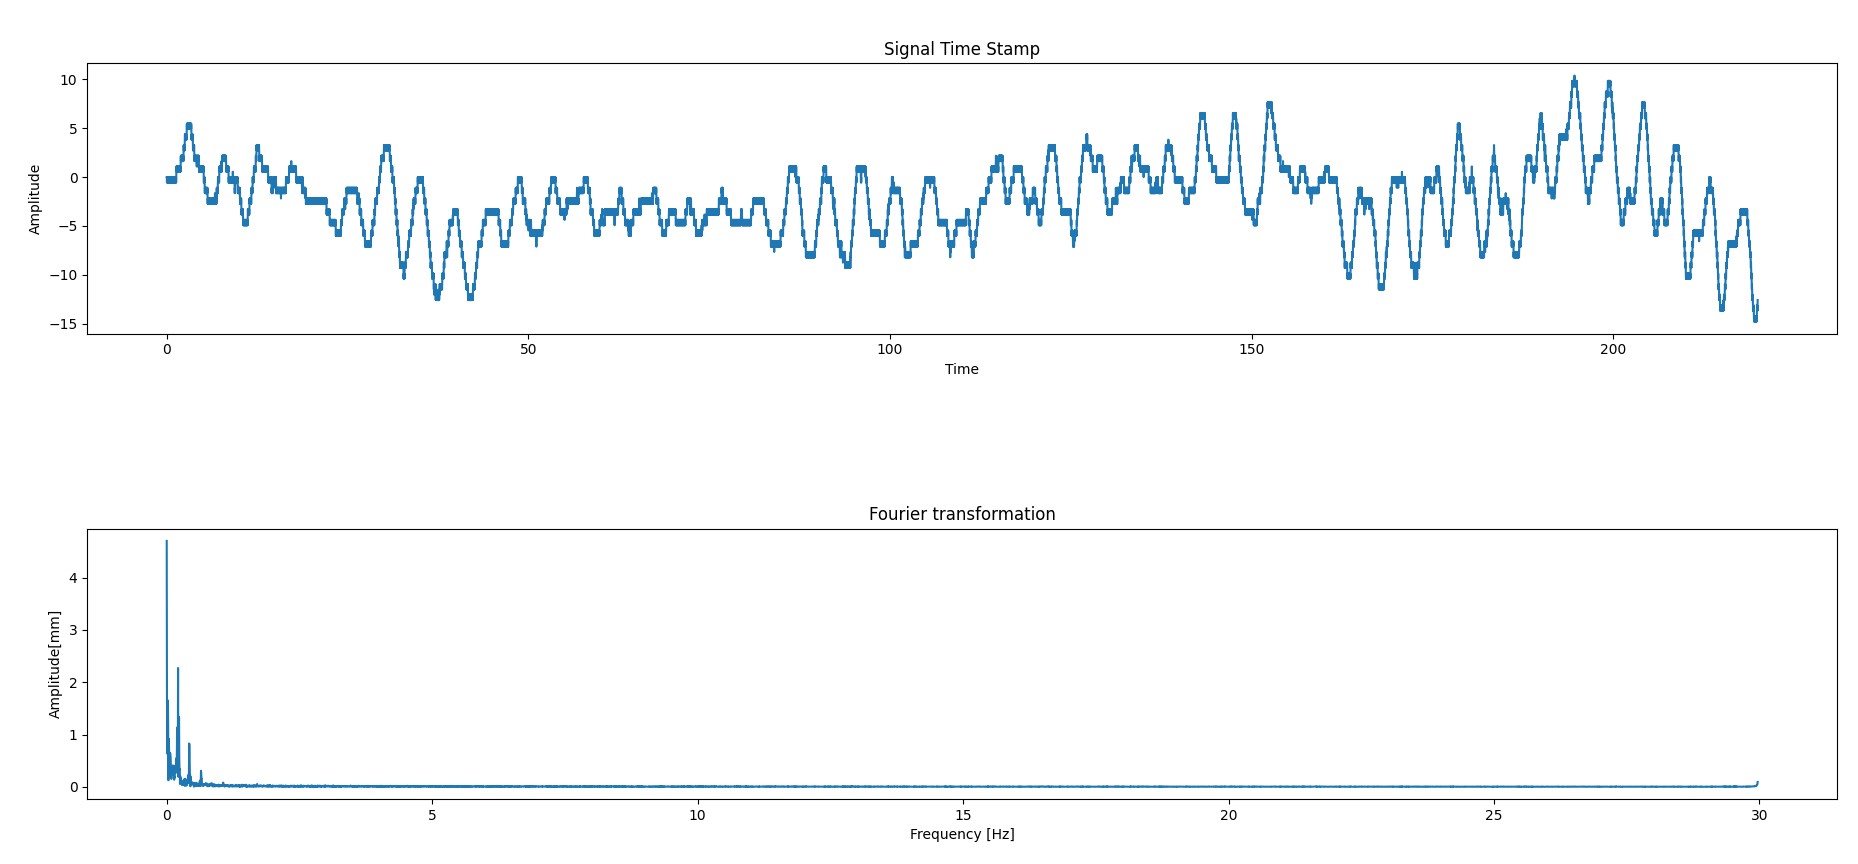 Signal Time Stamp
10
5
0
−5
−10
−15
Amplitude
0 50 100 150 200
Time
Fourier transformation
4
3
2
1
0
Amplitude[mm]
0 5 10 15 20 25 30
Frequency [Hz]